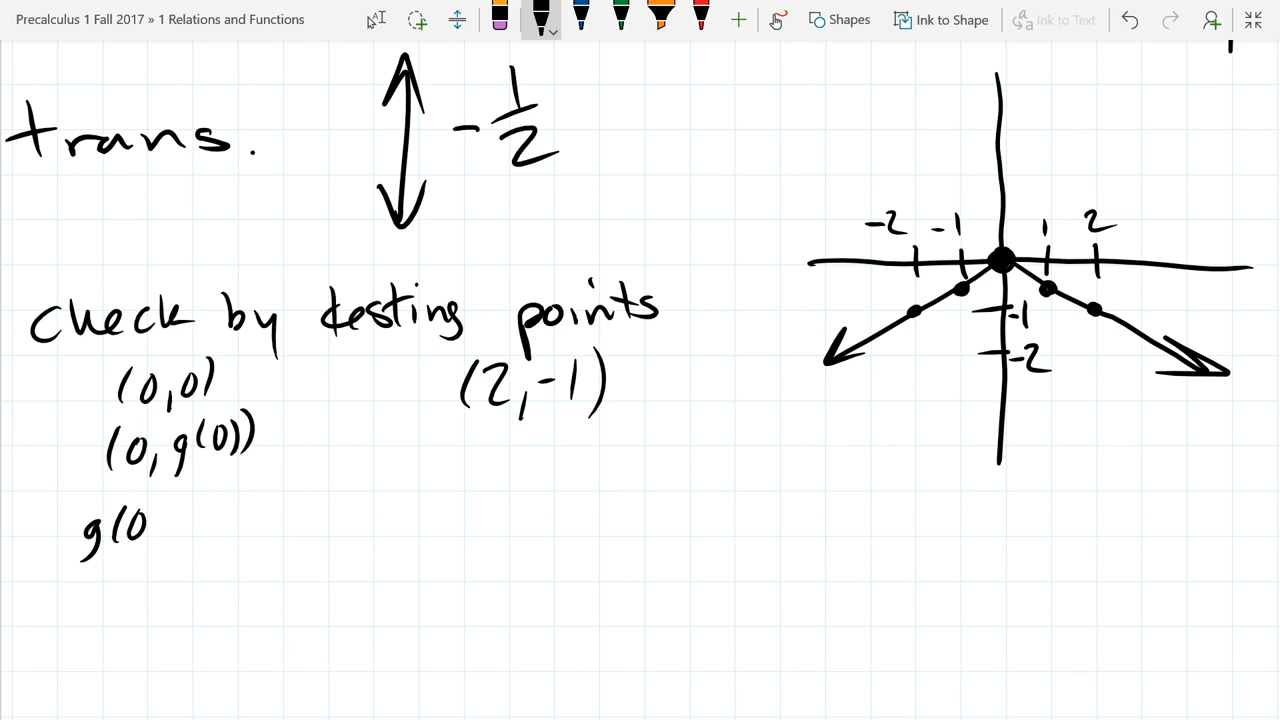 Precalculus 1 Fall 2017 » 1 Relations and Functions
Shapes
Ink to Shape
Ink to Text
trans.
- 1/2
check by testing points
(0,0)
(2,-1)
(0, g(0))
g(0
-2 -1 1 2
-1
-2